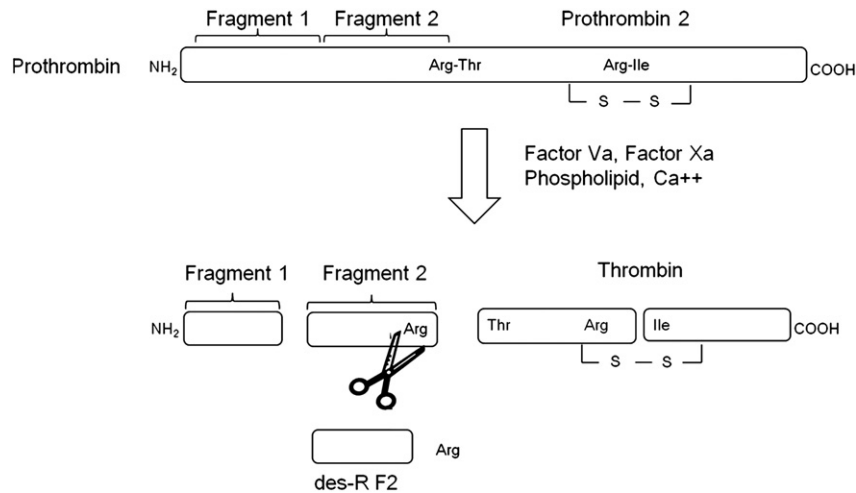 Fragment 1 Fragment 2 Prothrombin 2
Prothrombin NH2 Arg-Thr Arg-Ile COOH
S S
Factor Va, Factor Xa
Phospholipid, Ca++
Fragment 1 Fragment 2 Thrombin
NH2 Arg Thr Arg Ile COOH
S S
Arg
des-R F2